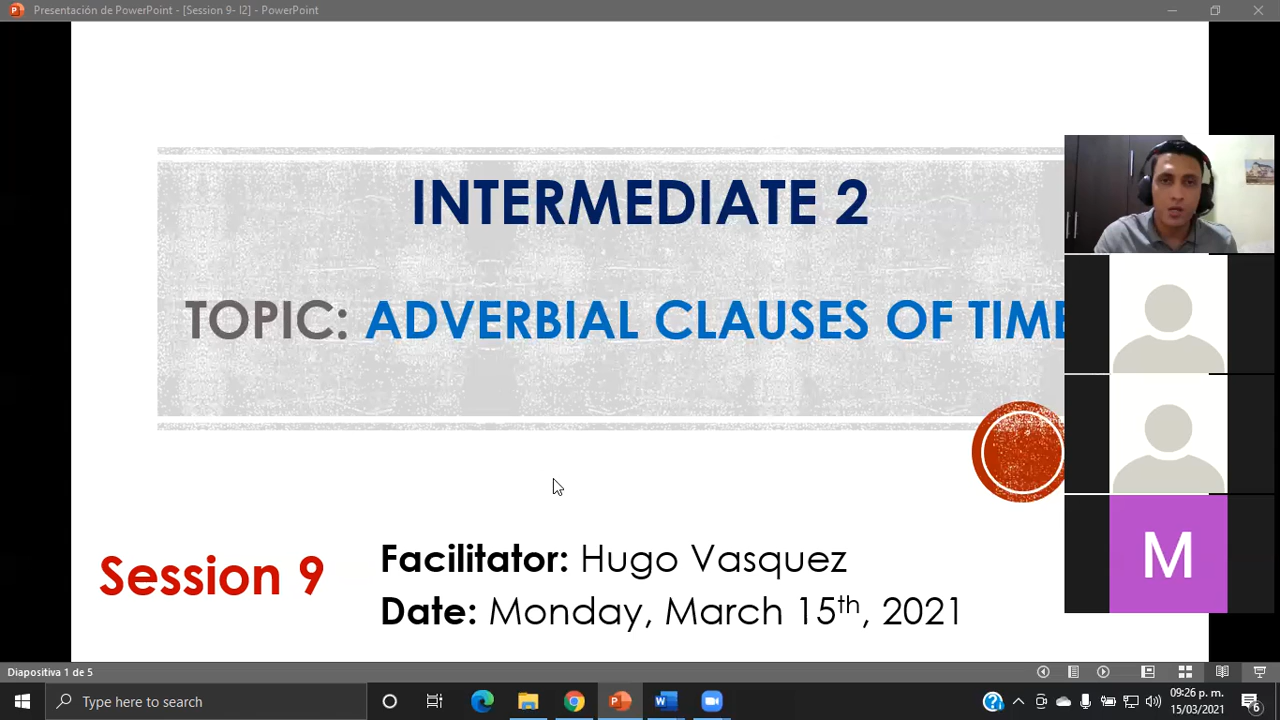 Presentación de PowerPoint - [Session 9- I2] - PowerPoint
INTERMEDIATE 2
TOPIC: ADVERBIAL CLAUSES OF TIME
M
Session 9
Facilitator: Hugo Vasquez
Date: Monday, March 15th, 2021
Diapositiva 1 de 5
Type here to search
09:26 p. m.
15/03/2021
6